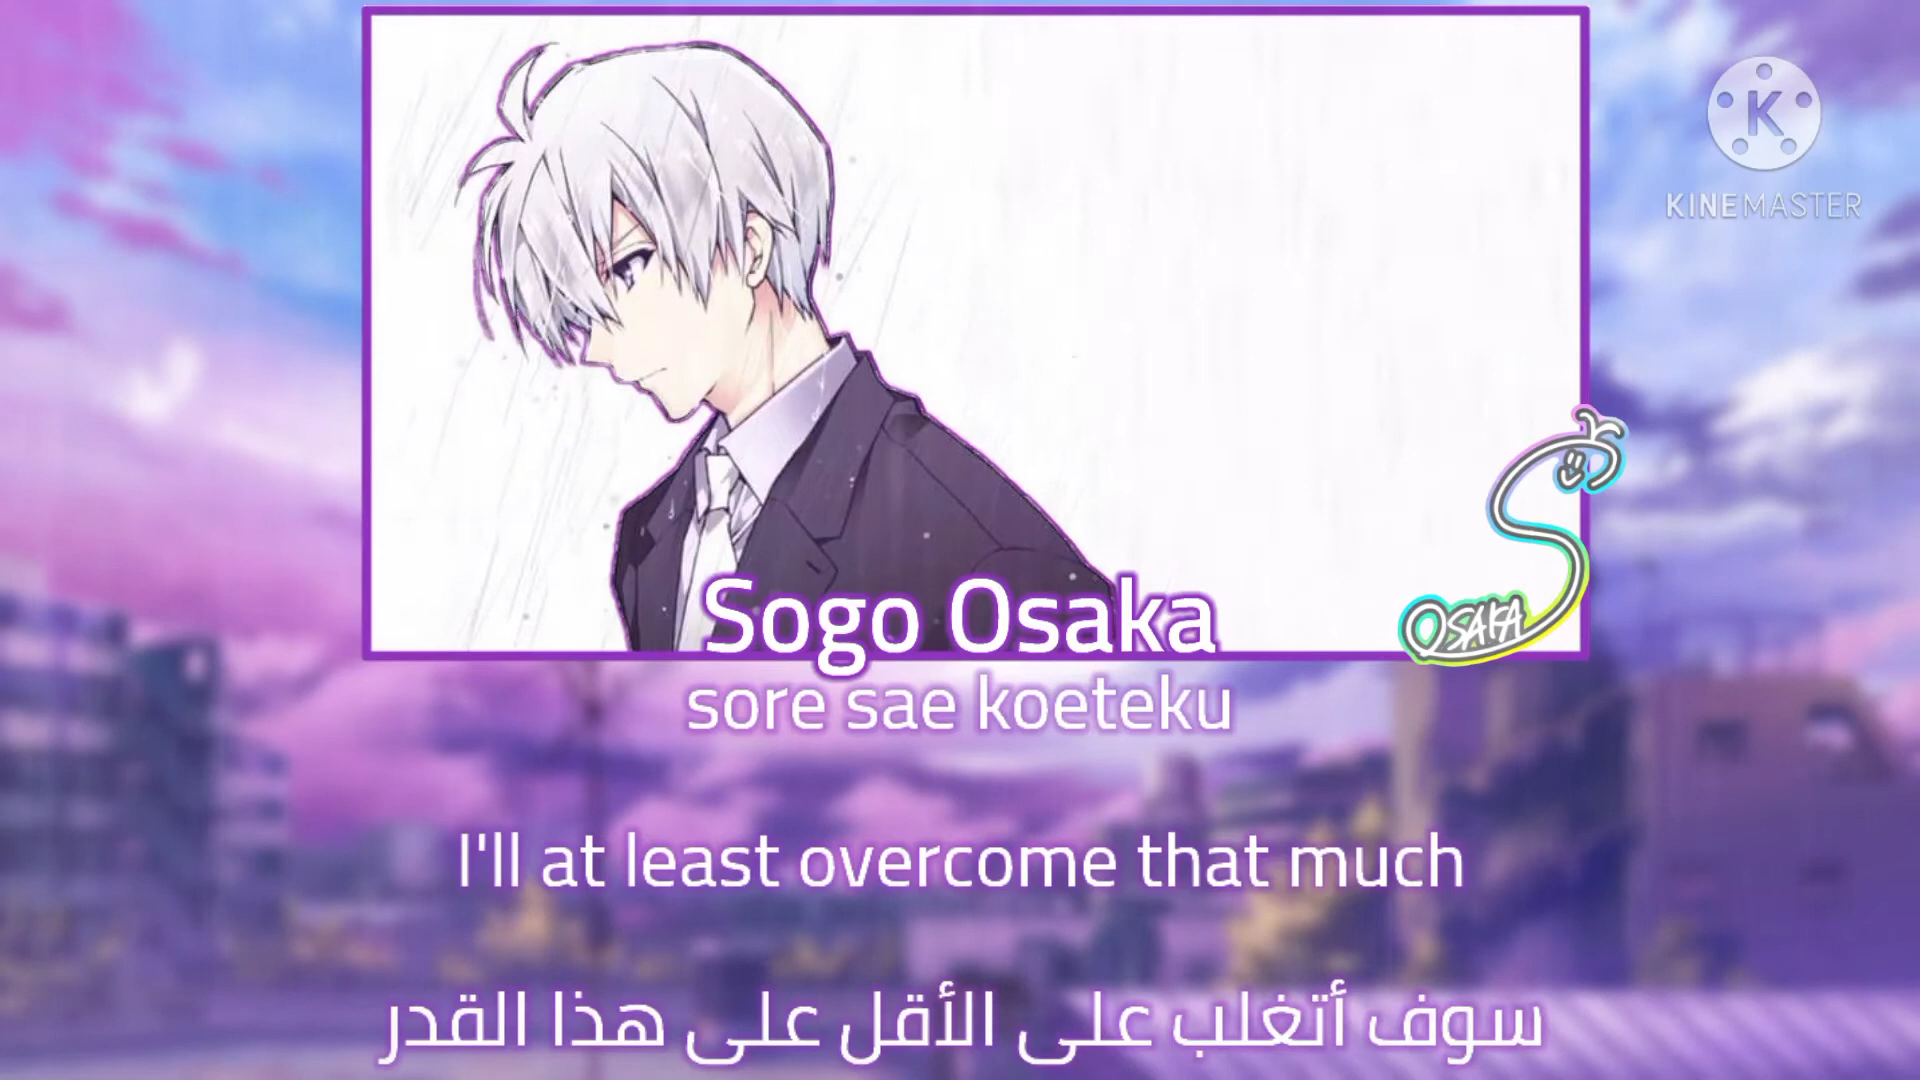 K
KINEMASTER
S
OSAKA
Sogo Osaka
sore sae koeteku
I'll at least overcome that much
سوف أتغلب على الأقل على هذا القدر